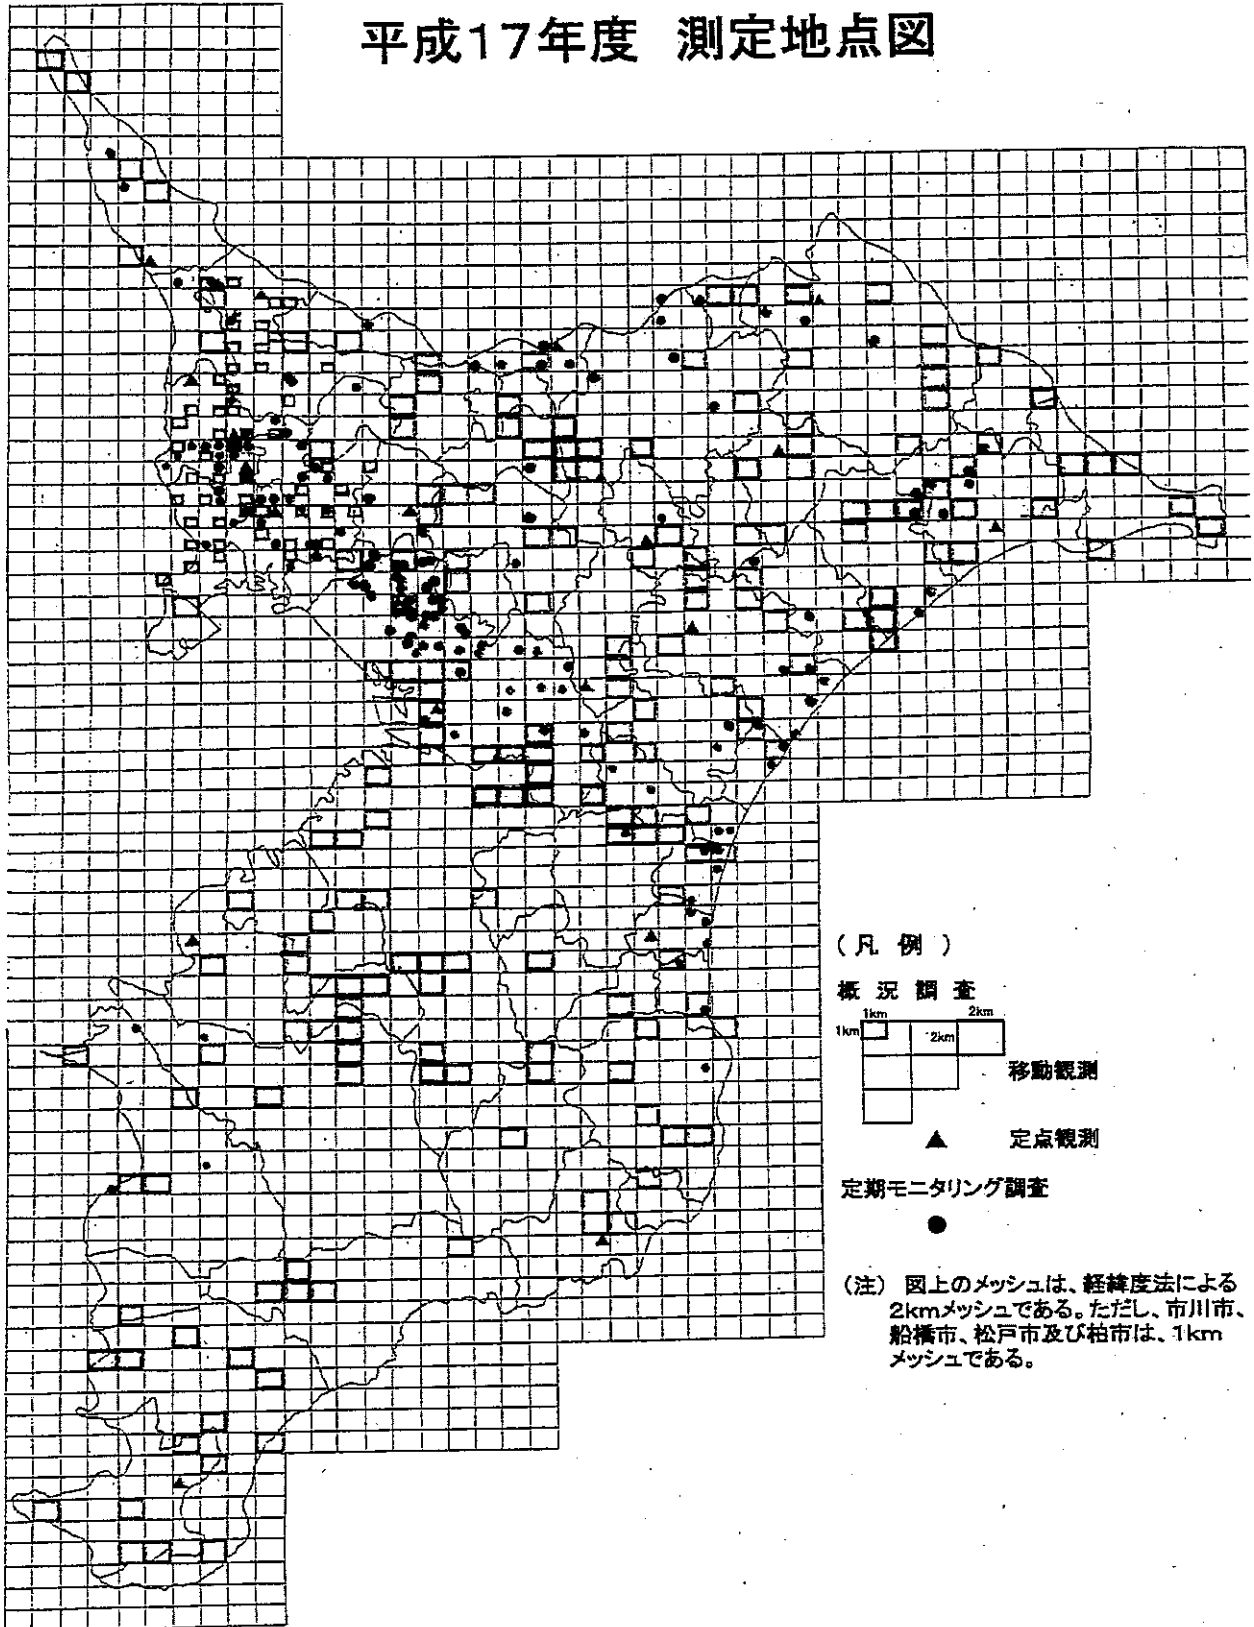 平成17年度 測定地点図
(凡 例)
概 況 調 査
1km 2km
1km 2km
移動観測
▲ 定点観測
定期モニタリング調査
●
(注) 図上のメッシュは、経緯度法による
2kmメッシュである。ただし、市川市、
船橋市、松戸市及び柏市は、1km
メッシュである。